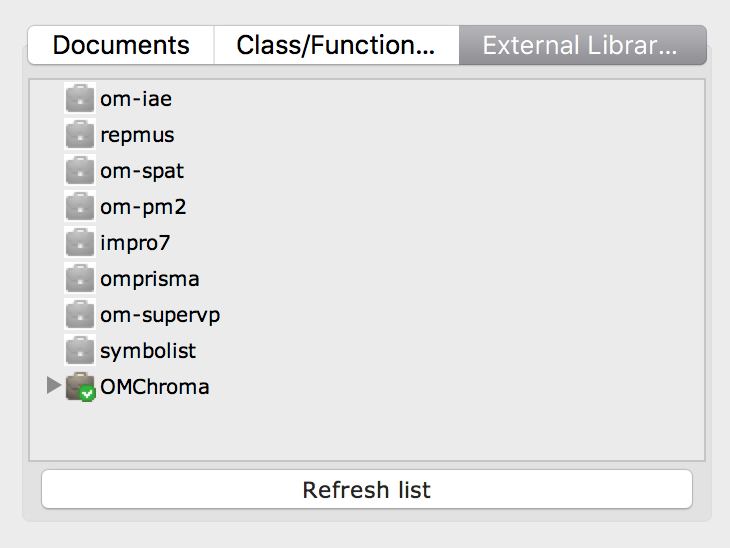 Documents Class/Function... External Librar...
om-iae
repmus
om-spat
om-pm2
impro7
omprisma
om-supervp
symbolist
OMChroma
Refresh list